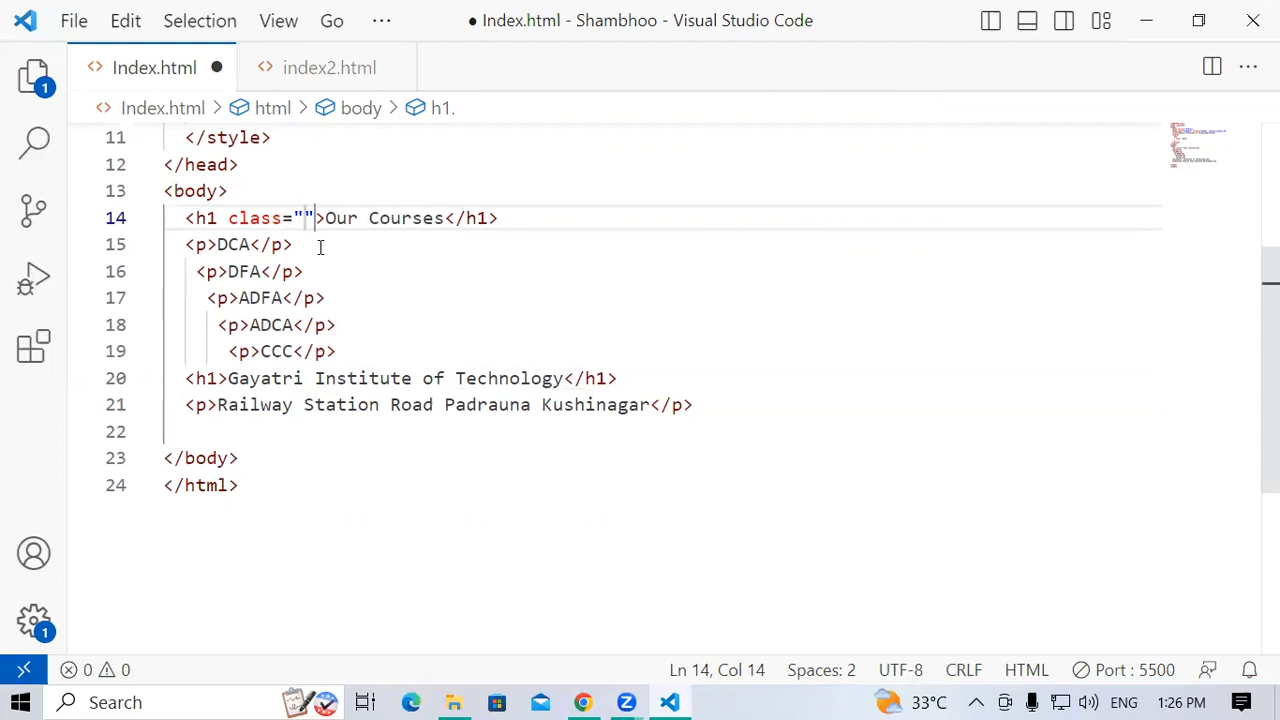 File Edit Selection View Go ··· ● Index.html - Shambhoo - Visual Studio Code
Index.html ● index2.html
Index.html > html > body > h1.
11 </style>
12 </head>
13 <body>
14 <h1 class="">Our Courses</h1>
15 <p>DCA</p>
16 <p>DFA</p>
17 <p>ADFA</p>
18 <p>ADCA</p>
19 <p>CCC</p>
20 <h1>Gayatri Institute of Technology</h1>
21 <p>Railway Station Road Padrauna Kushinagar</p>
22
23 </body>
24 </html>
1
1
0 0 Ln 14, Col 14 Spaces: 2 UTF-8 CRLF HTML Port : 5500
Search 33°C ENG 1:26 PM